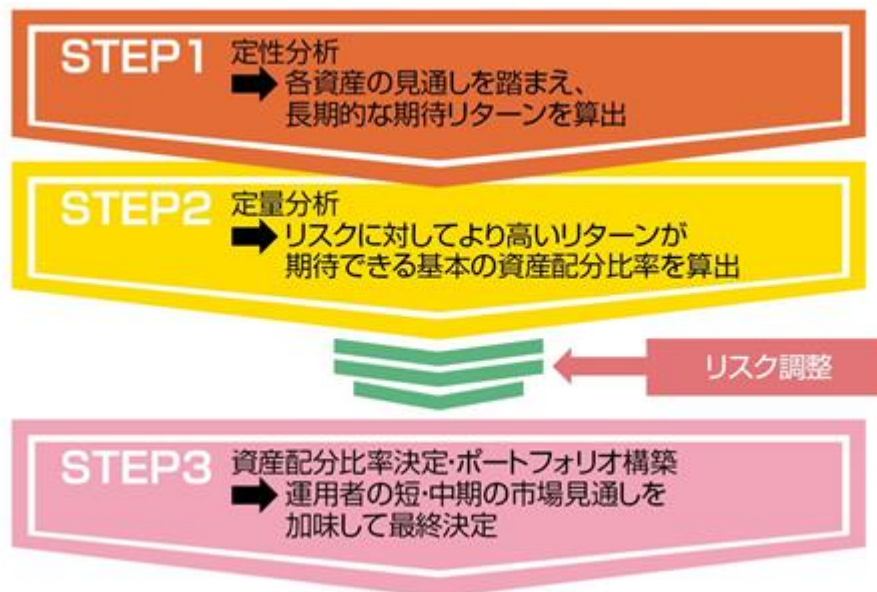 STEP1 定性分析
➡ 各資産の見通しを踏まえ、
長期的な期待リターンを算出
STEP2 定量分析
➡ リスクに対してより高いリターンが
期待できる基本の資産配分比率を算出
リスク調整
STEP3 資産配分比率決定・ポートフォリオ構築
➡ 運用者の短・中期の市場見通しを
加味して最終決定